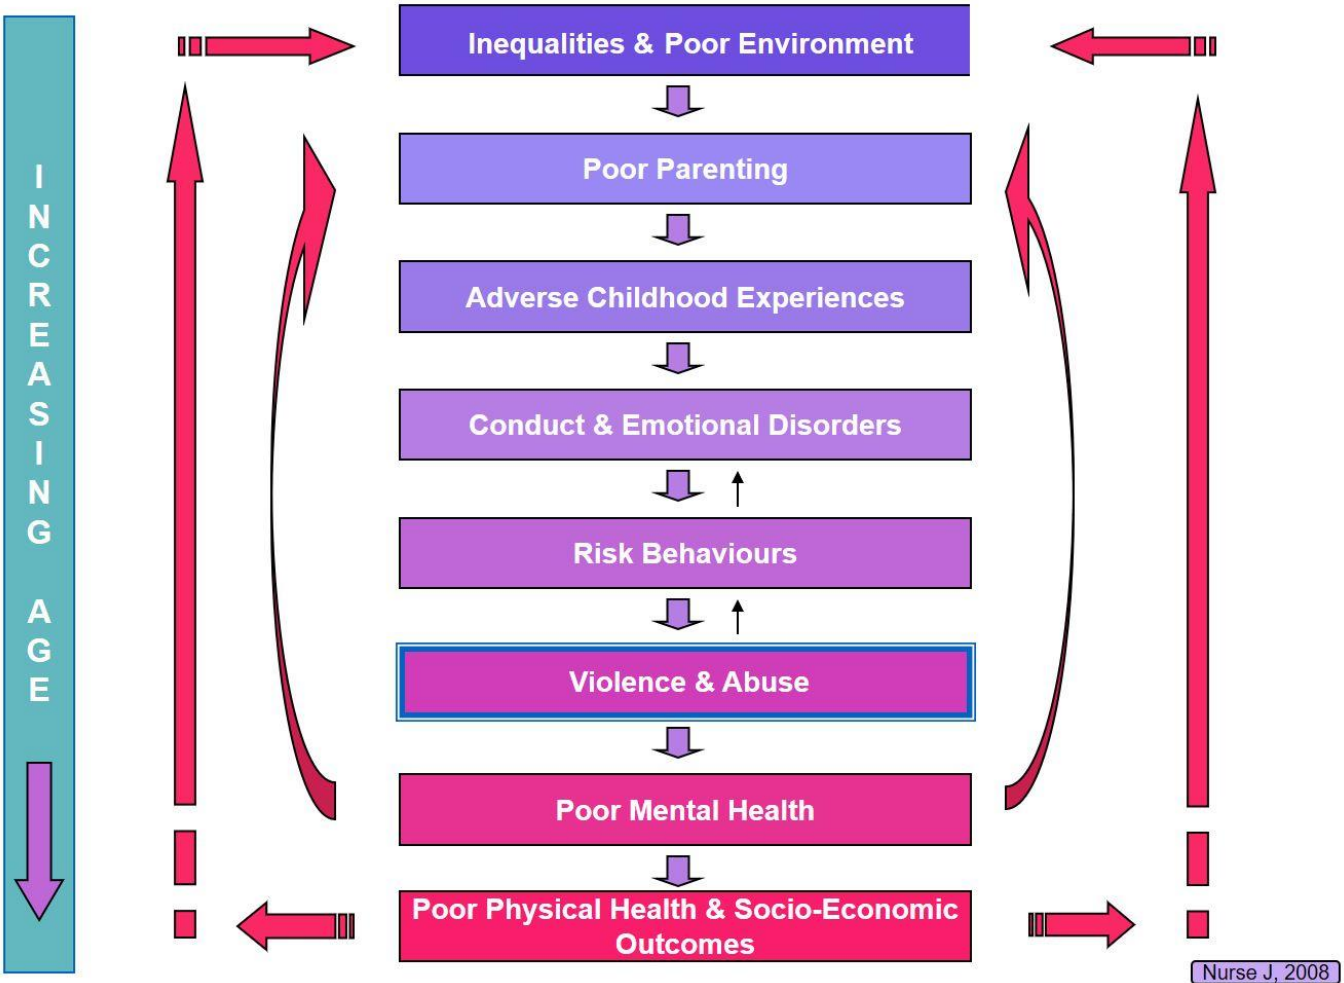 INCREASING AGE
Inequalities & Poor Environment
Poor Parenting
Adverse Childhood Experiences
Conduct & Emotional Disorders
Risk Behaviours
Violence & Abuse
Poor Mental Health
Poor Physical Health & Socio-Economic
Outcomes
Nurse J, 2008